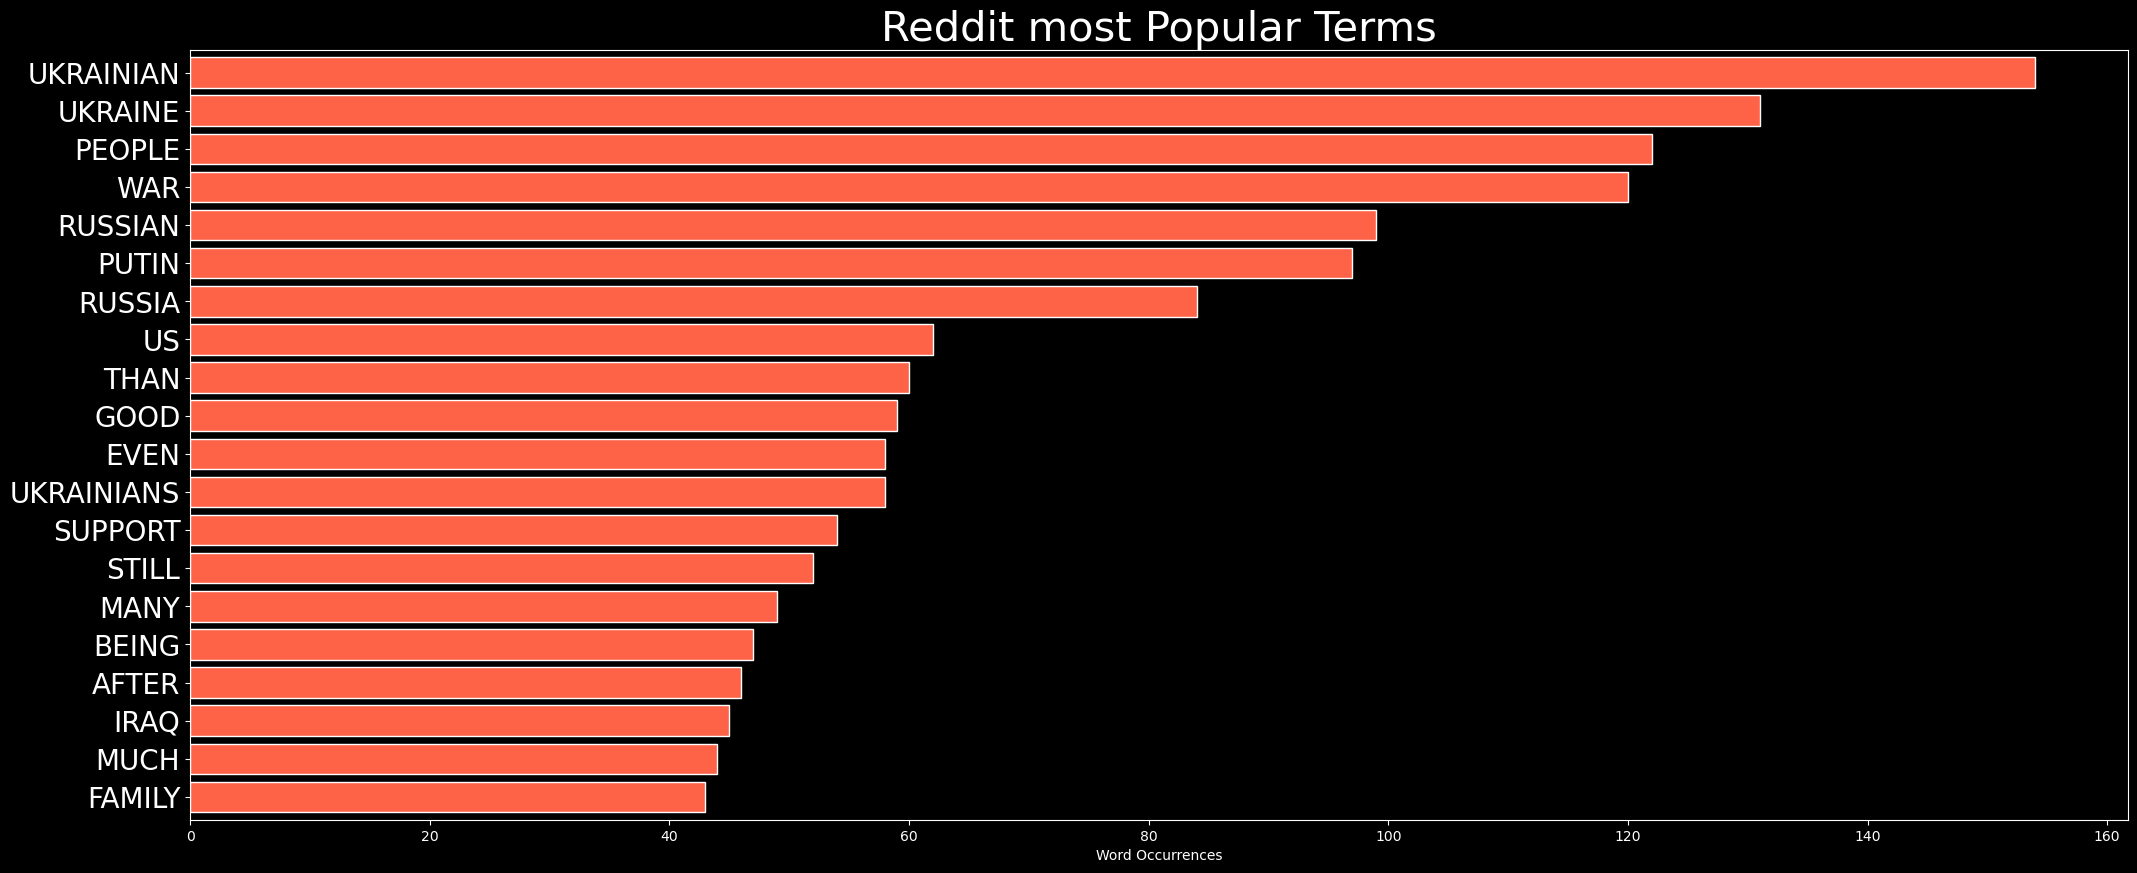 Reddit most Popular Terms
UKRAINIAN
UKRAINE
PEOPLE
WAR
RUSSIAN
PUTIN
RUSSIA
US
THAN
GOOD
EVEN
UKRAINIANS
SUPPORT
STILL
MANY
BEING
AFTER
IRAQ
MUCH
FAMILY
0 20 40 60 80 100 120 140 160
Word Occurrences